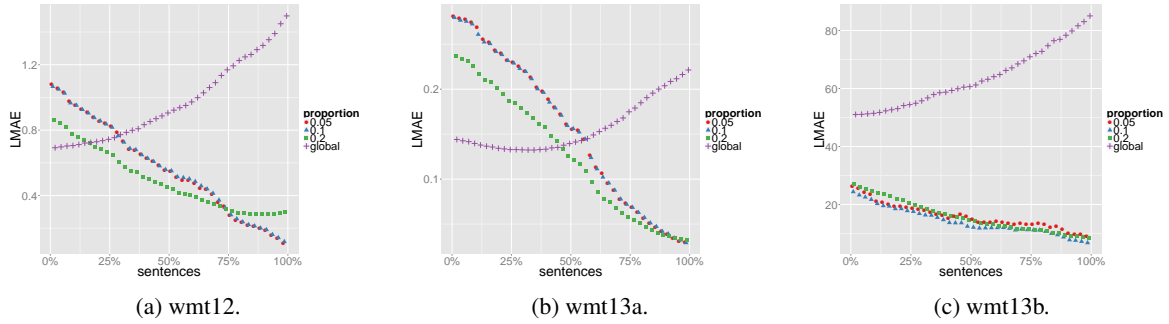 1.2
0.8
0.4
LMAE
0% 25% 50% 75% 100%
sentences
proportion
0.05
0.1
0.2
global
(a) wmt12.
0.2
0.1
LMAE
0% 25% 50% 75% 100%
sentences
proportion
0.05
0.1
0.2
global
(b) wmt13a.
80
60
40
20
LMAE
0% 25% 50% 75% 100%
sentences
proportion
0.05
0.1
0.2
global
(c) wmt13b.